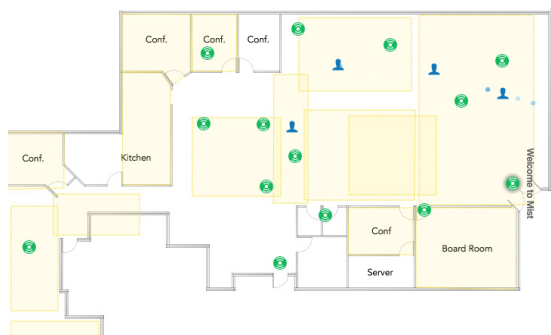 Conf.
Conf.
Conf.
Conf.
Kitchen
Welcome to Mist
Conf
Board Room
Server